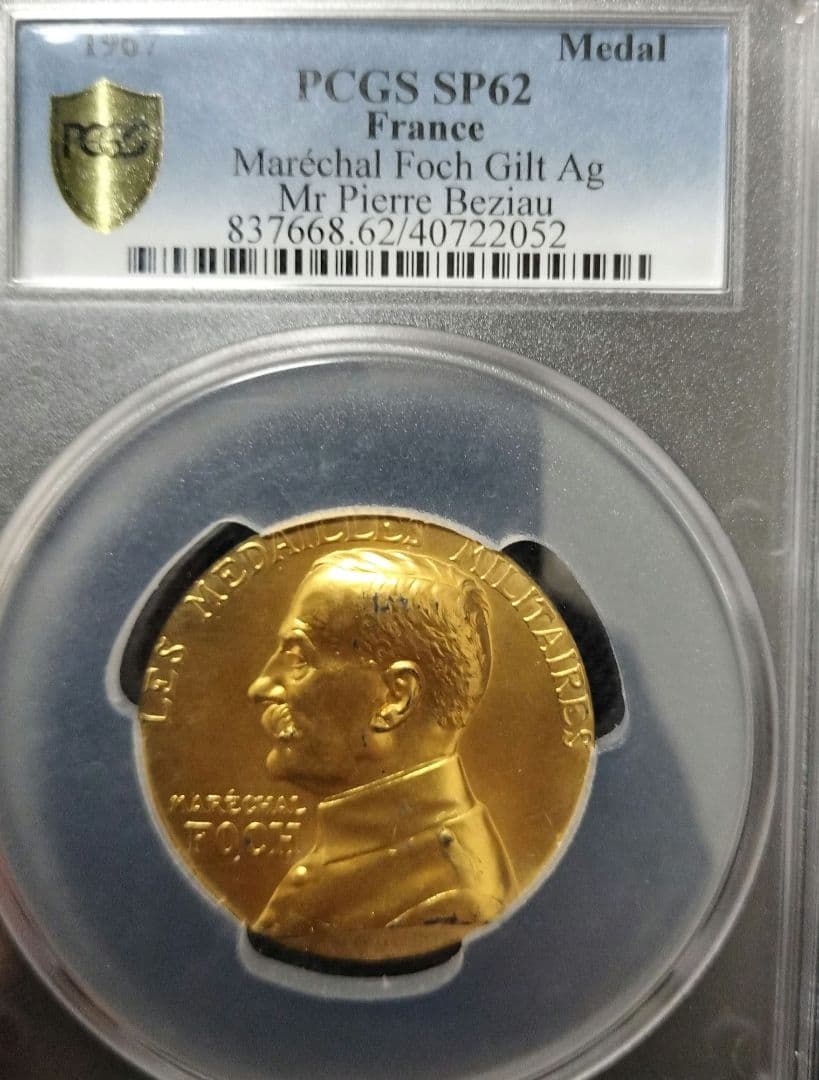 1967 Medal
PCGS SP62
France
Maréchal Foch Gilt Ag
Mr Pierre Beziau
837668.62/40722052
PCGS
LES MEDAILLES MILITAIRES
MARÉCHAL
FOCH